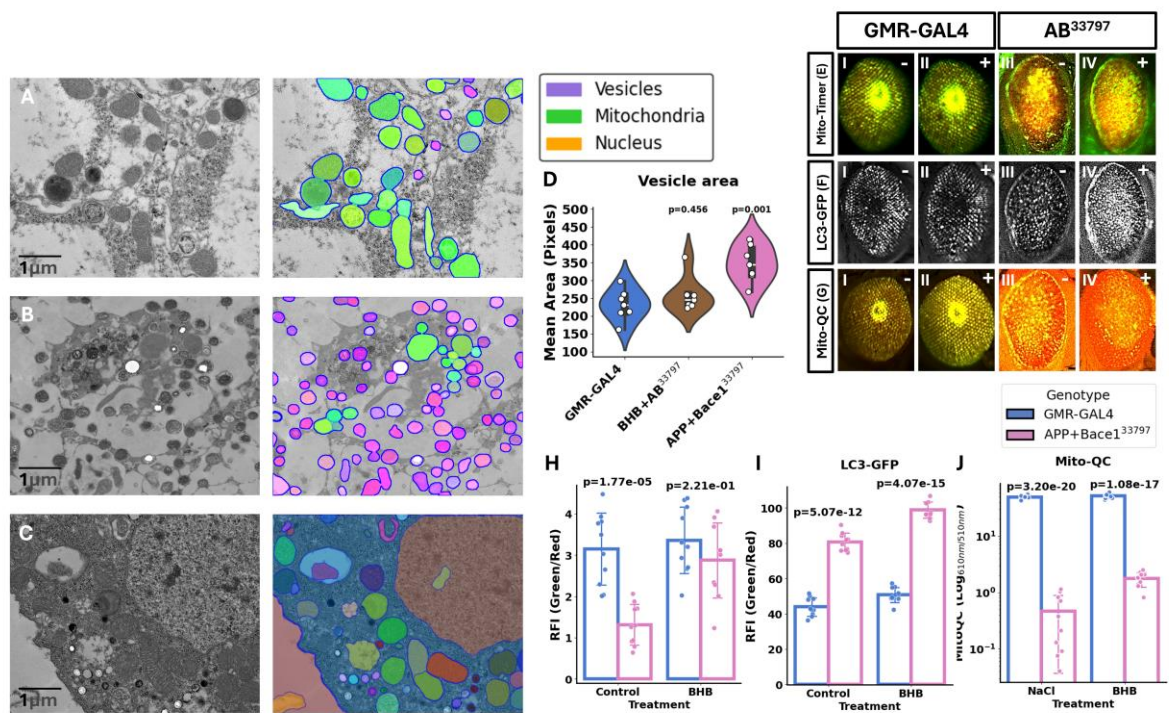 A
1μm
B
1μm
C
1μm
Vesicles
Mitochondria
Nucleus
D
Vesicle area
p=0.456
p=0.001
Mean Area (Pixels)
500
450
400
350
300
250
200
150
100
GMR-GAL4
BHB+AB33797
APP+Bace133797
GMR-GAL4
AB33797
Mito-Timer (E)
I -
II +
III -
IV +
LC3-GFP (F)
I -
II +
III -
IV +
Mito-QC (G)
I -
II +
III -
IV +
Genotype
GMR-GAL4
APP+Bace133797
H
p=1.77e-05
p=2.21e-01
RFI (Green/Red)
4
3
2
1
0
Control
BHB
Treatment
I
LC3-GFP
p=5.07e-12
p=4.07e-15
RFI (Green/Red)
100
80
60
40
20
0
Control
BHB
Treatment
J
Mito-QC
p=3.20e-20
p=1.08e-17
MitoQC (Log610nm/510nm)
10¹
10⁰
10⁻¹
NaCl
BHB
Treatment